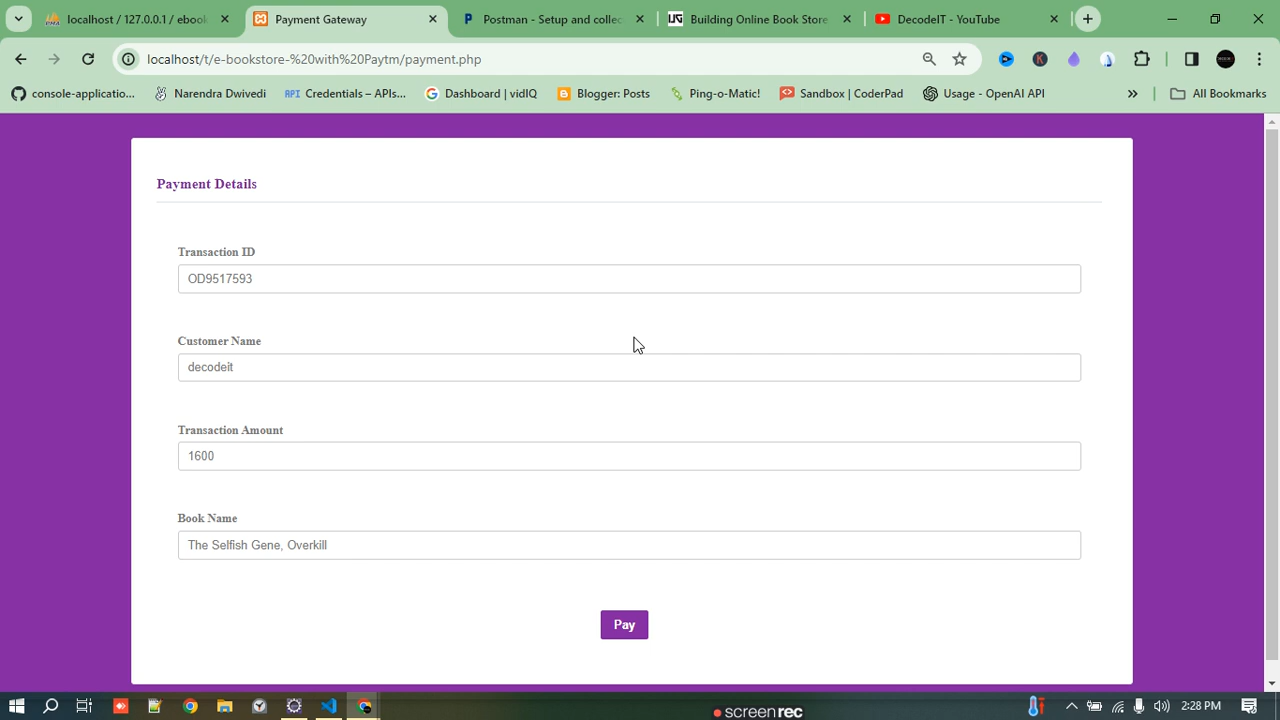 localhost / 127.0.0.1 / ebook
Payment Gateway
Postman - Setup and collec
Building Online Book Store
DecodeIT - YouTube
localhost/t/e-bookstore-%20with%20Paytm/payment.php
console-applicatio...
Narendra Dwivedi
API Credentials – APIs...
Dashboard | vidIQ
Blogger: Posts
Ping-o-Matic!
Sandbox | CoderPad
Usage - OpenAI API
All Bookmarks
Payment Details
Transaction ID
OD9517593
Customer Name
decodeit
Transaction Amount
1600
Book Name
The Selfish Gene, Overkill
Pay
screenrec
2:28 PM